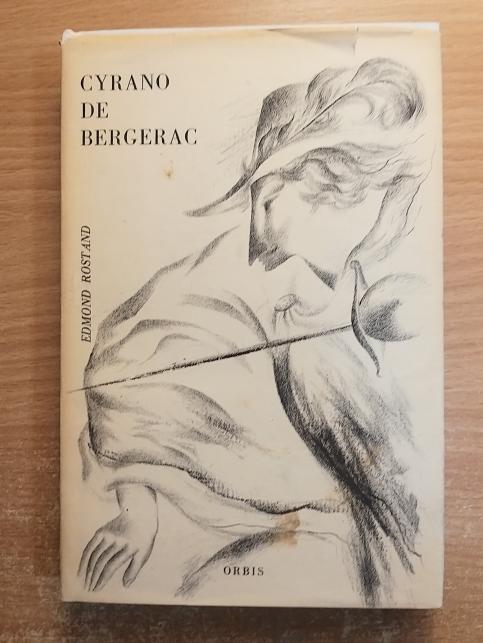 CYRANO
DE
BERGERAC
EDMOND ROSTAND
ORBIS